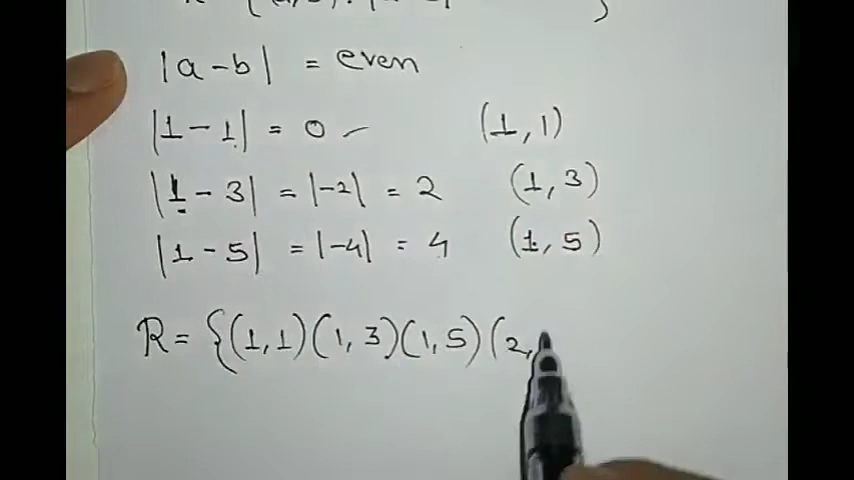 |a-b| = even
|1-1| = 0 (1,1)
|1-3| = |-2| = 2 (1,3)
|1-5| = |-4| = 4 (1,5)
R = {(1,1)(1,3)(1,5)(2,